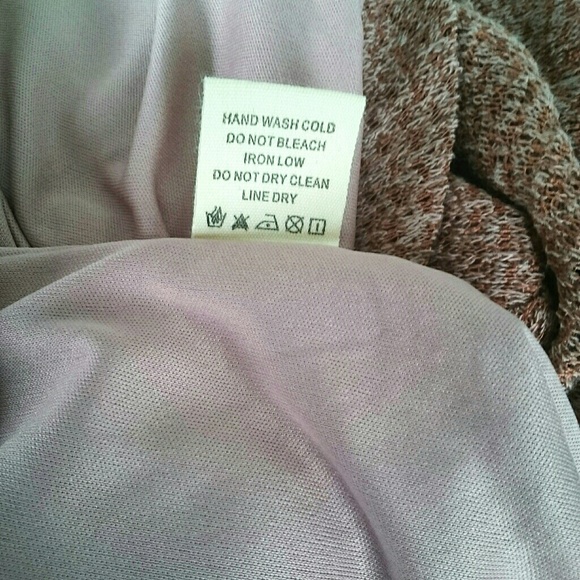 HAND WASH COLD
DO NOT BLEACH
IRON LOW
DO NOT DRY CLEAN
LINE DRY